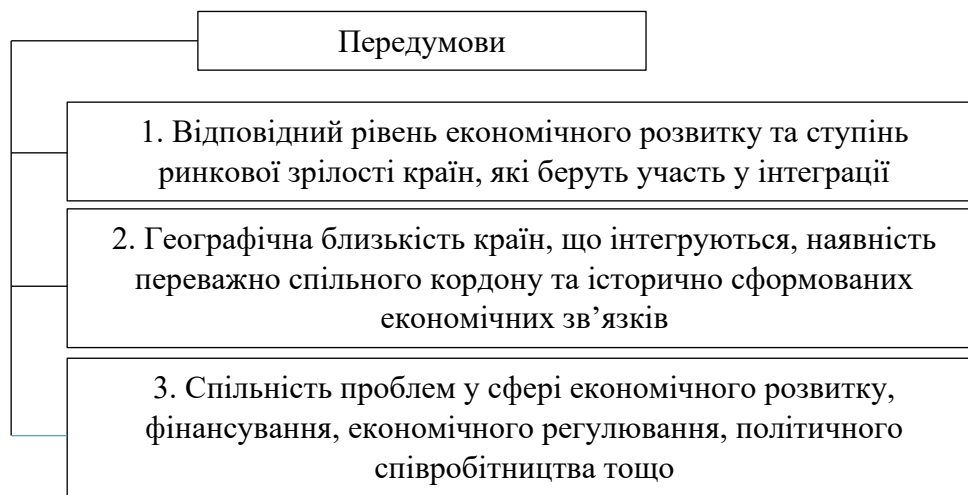 Передумови
1. Відповідний рівень економічного розвитку та ступінь
ринкової зрілості країн, які беруть участь у інтеграції
2. Географічна близькість країн, що інтегруються, наявність
переважно спільного кордону та історично сформованих
економічних зв’язків
3. Спільність проблем у сфері економічного розвитку,
фінансування, економічного регулювання, політичного
співробітництва тощо